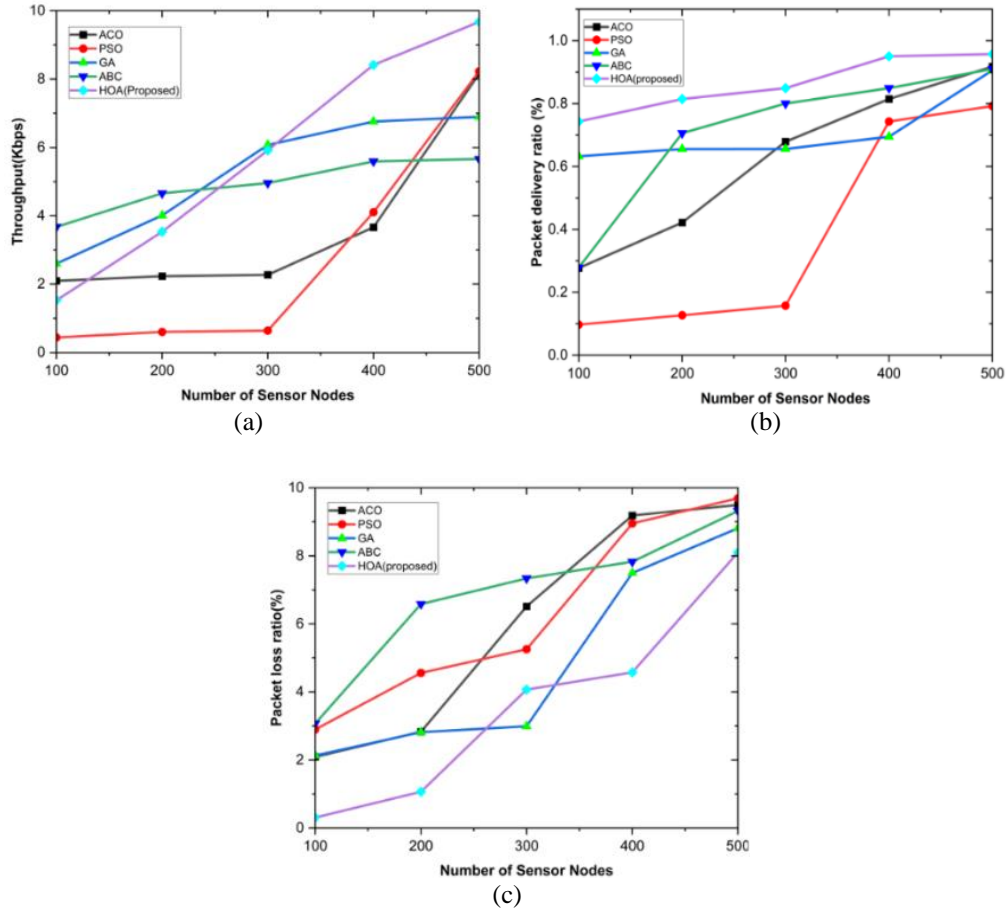 10
8
6
4
2
0
Throughput(Kbps)
ACO
PSO
GA
ABC
HOA(Proposed)
100 200 300 400 500
Number of Sensor Nodes
(a)
1.0
0.8
0.6
0.4
0.2
0.0
Packet delivery ratio (%)
ACO
PSO
GA
ABC
HOA(proposed)
100 200 300 400 500
Number of Sensor Nodes
(b)
10
8
6
4
2
0
Packet loss ratio(%)
ACO
PSO
GA
ABC
HOA(proposed)
100 200 300 400 500
Number of Sensor Nodes
(c)